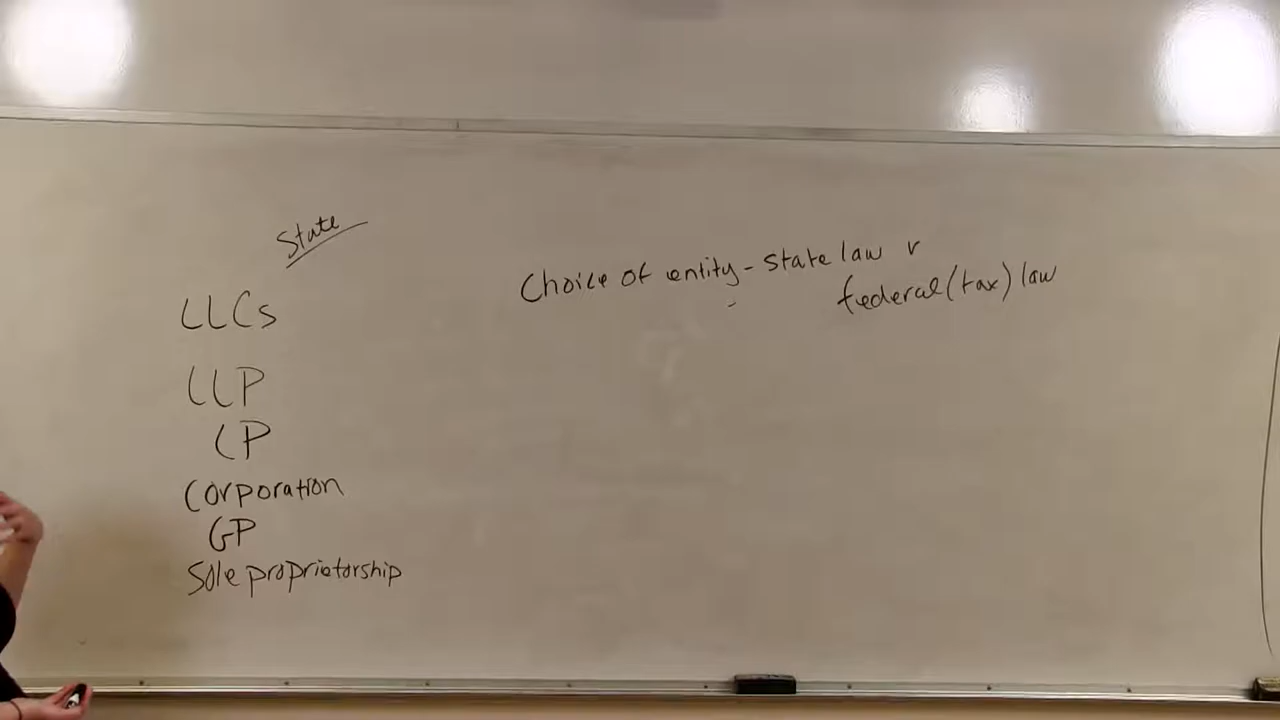 State
LLCs
LLP
LP
Corporation
GP
Sole proprietorship
Choice of entity - state law v
federal (tax) law